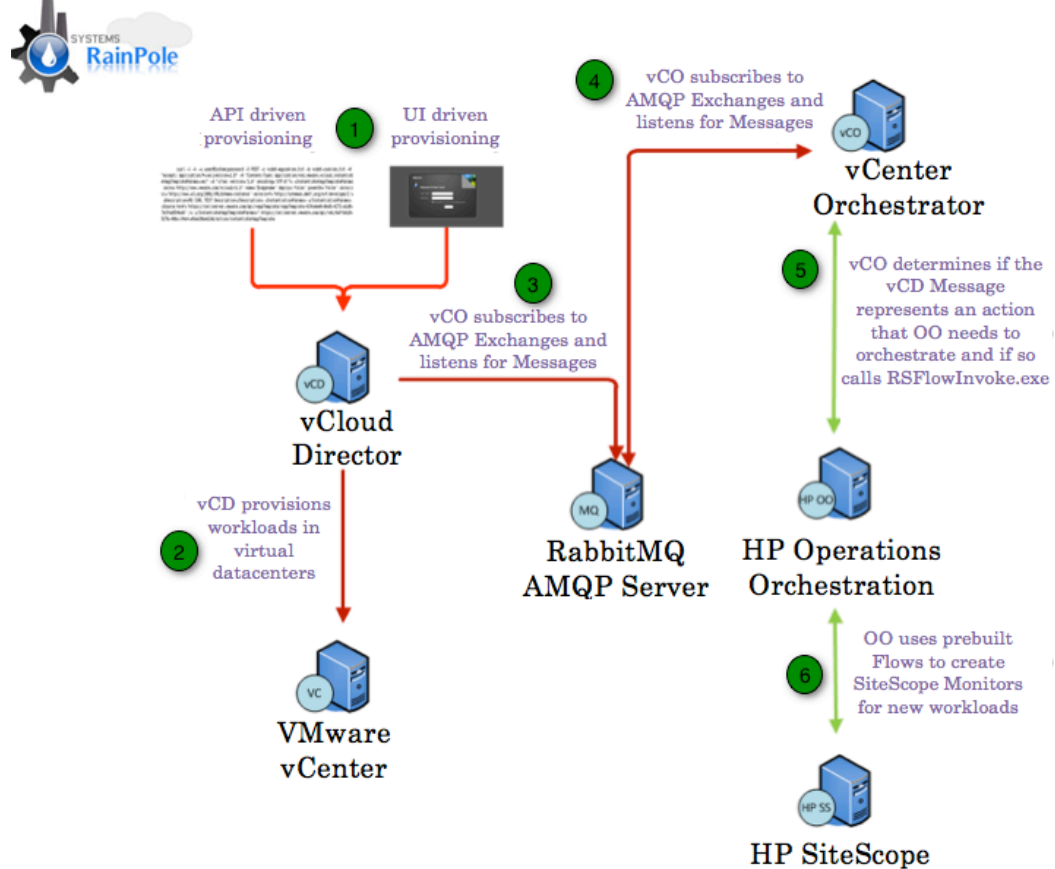 SYSTEMS
RainPole
API driven
provisioning
1
UI driven
provisioning
4
vCO subscribes to
AMQP Exchanges and
listens for Messages
vCO
vCenter
Orchestrator
3
vCO subscribes to
AMQP Exchanges and
listens for Messages
5
vCO determines if the
vCD Message
represents an action
that OO needs to
orchestrate and if so
calls RSFlowInvoke.exe
vCD
vCloud
Director
2
vCD provisions
workloads in
virtual
datacenters
MQ
RabbitMQ
AMQP Server
HP OO
HP Operations
Orchestration
6
OO uses prebuilt
Flows to create
SiteScope Monitors
for new workloads
VC
VMware
vCenter
HP SS
HP SiteScope